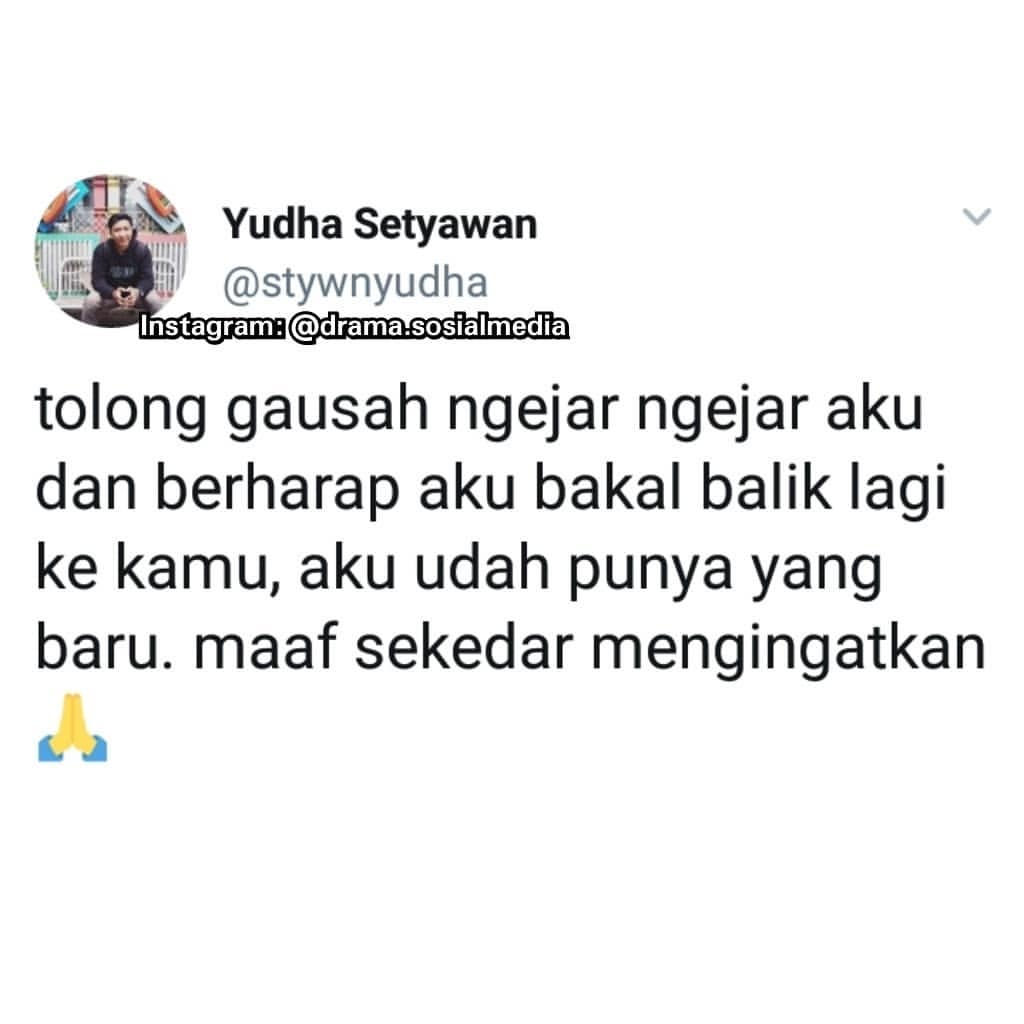 Yudha Setyawan
@stywnyudha
Instagram: @drama.sosialmedia
tolong gausah ngejar ngejar aku
dan berharap aku bakal balik lagi
ke kamu, aku udah punya yang
baru. maaf sekedar mengingatkan
🙏